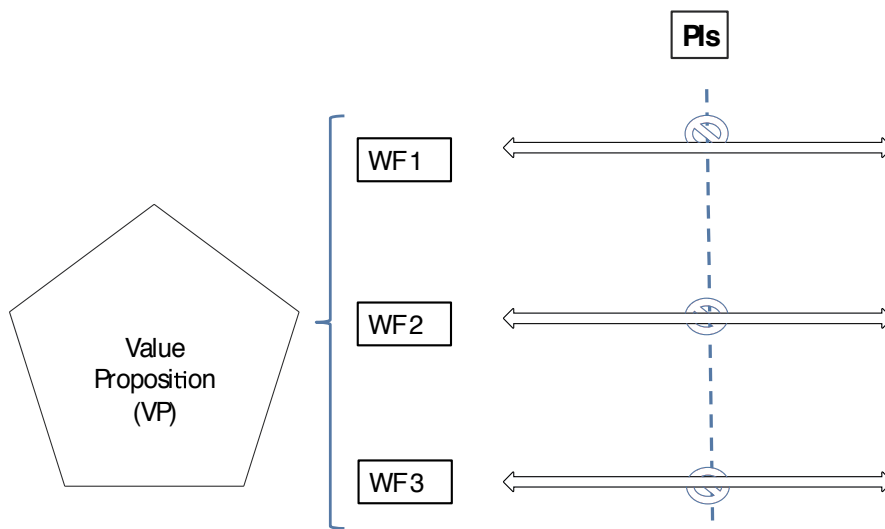 PIs
WF1
WF2
Value
Proposition
(VP)
WF3